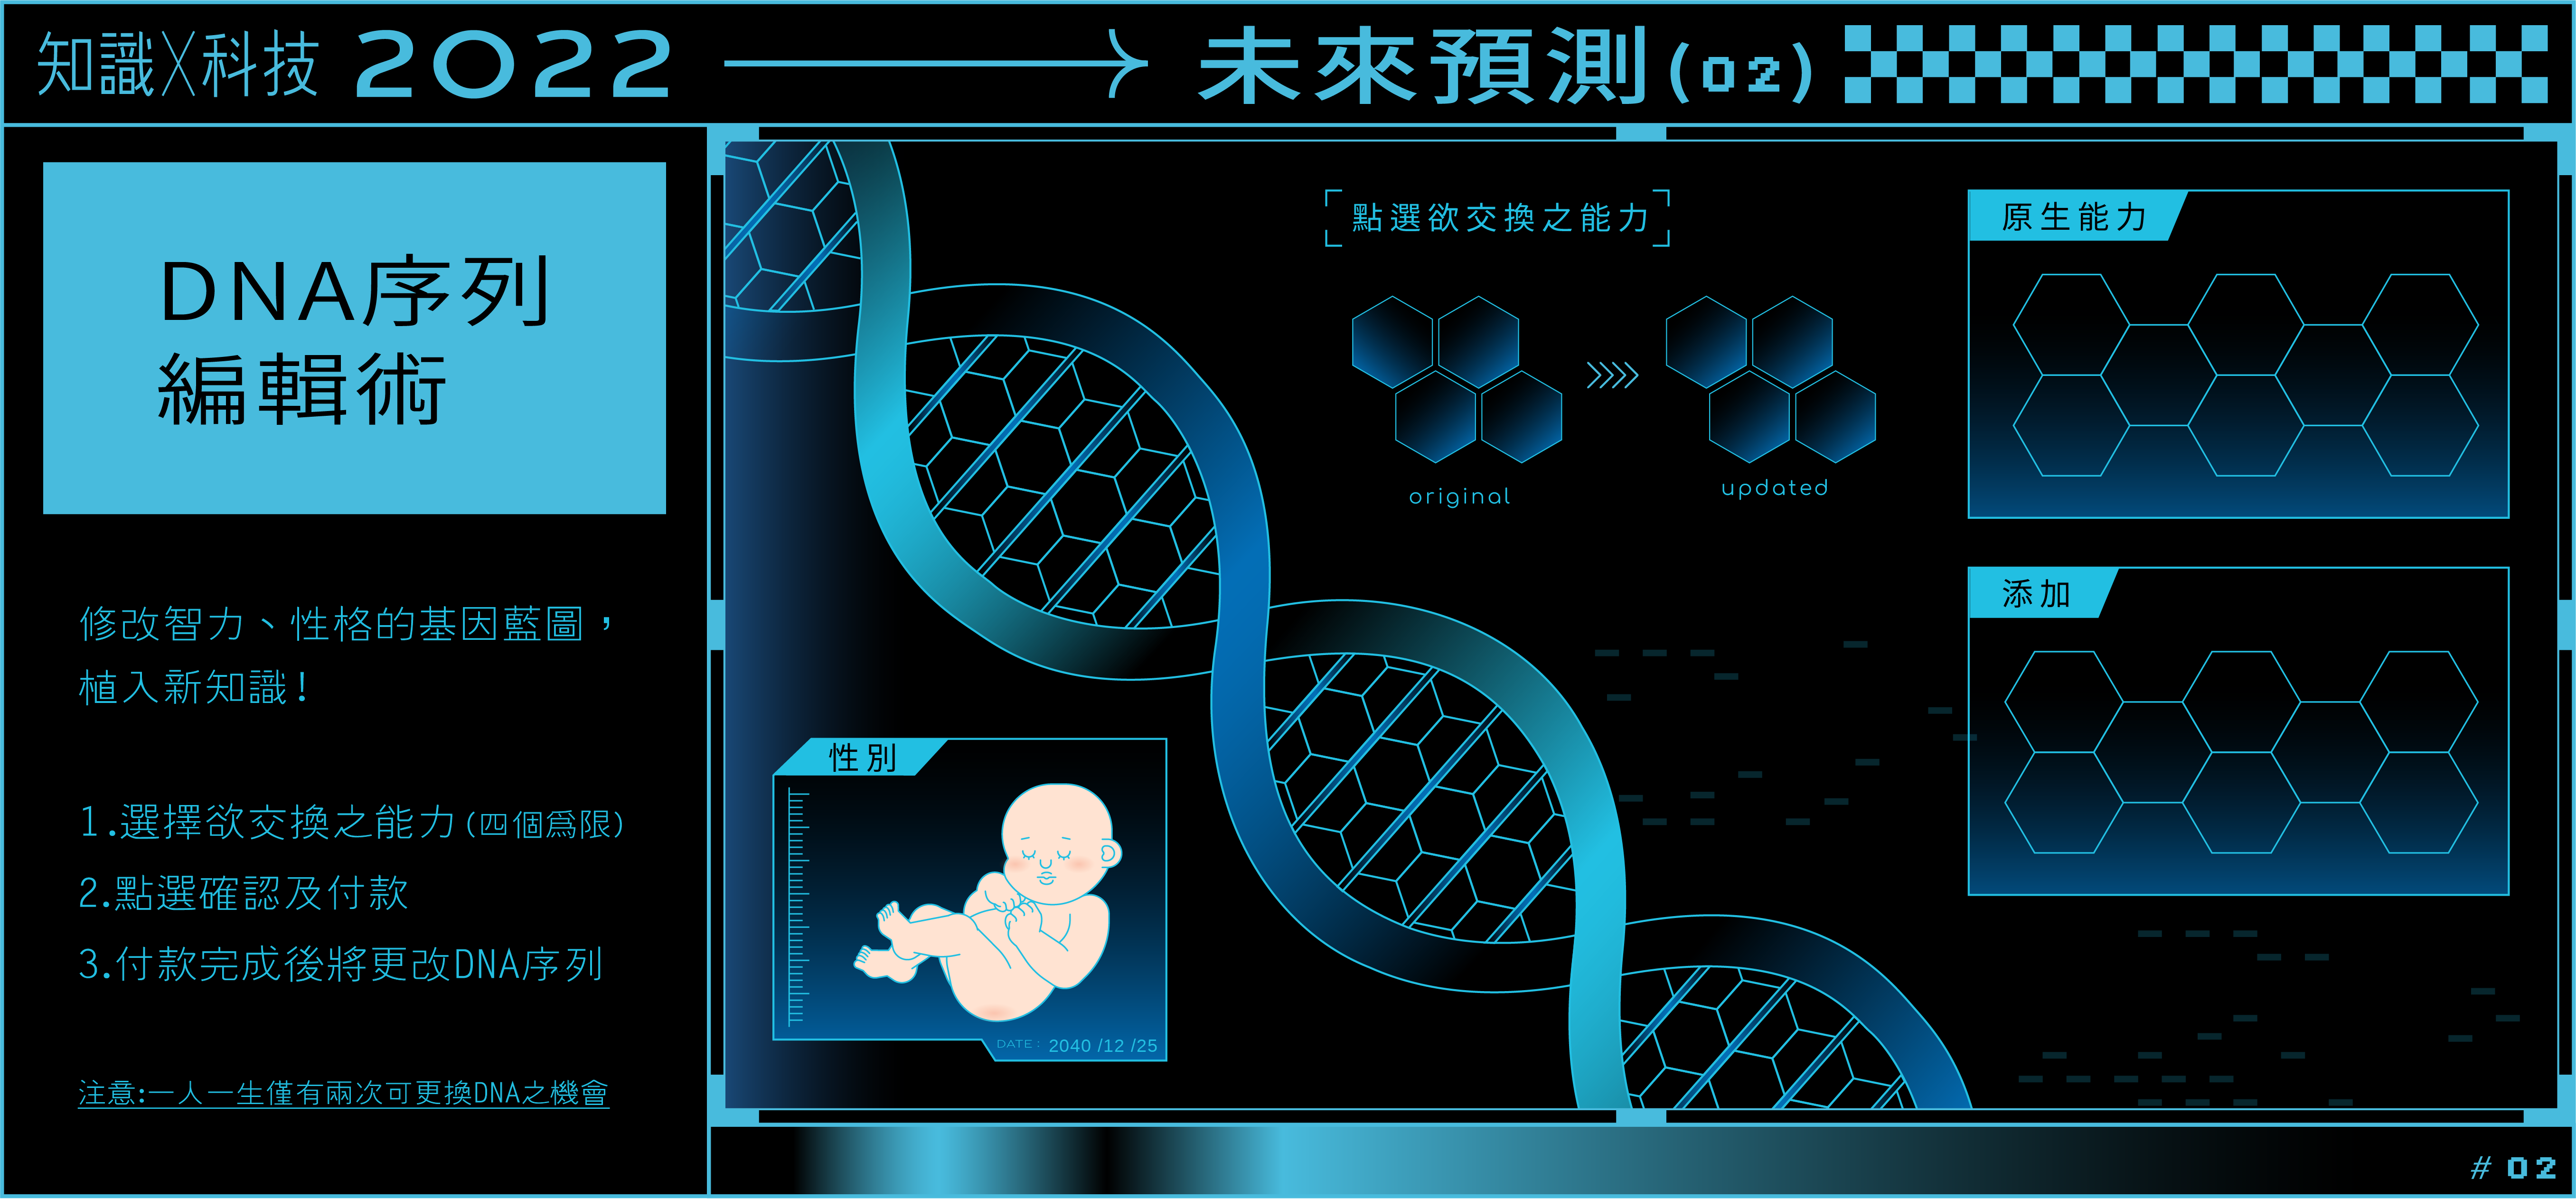 知識╳科技 2022
未來預測(02)
DNA序列
編輯術
修改智力、性格的基因藍圖，
植入新知識！
1.選擇欲交換之能力(四個為限)
2.點選確認及付款
3.付款完成後將更改DNA序列
注意:一人一生僅有兩次可更換DNA之機會
點選欲交換之能力
original
updated
原生能力
添加
性別
DATE : 2040 /12 /25
# 02